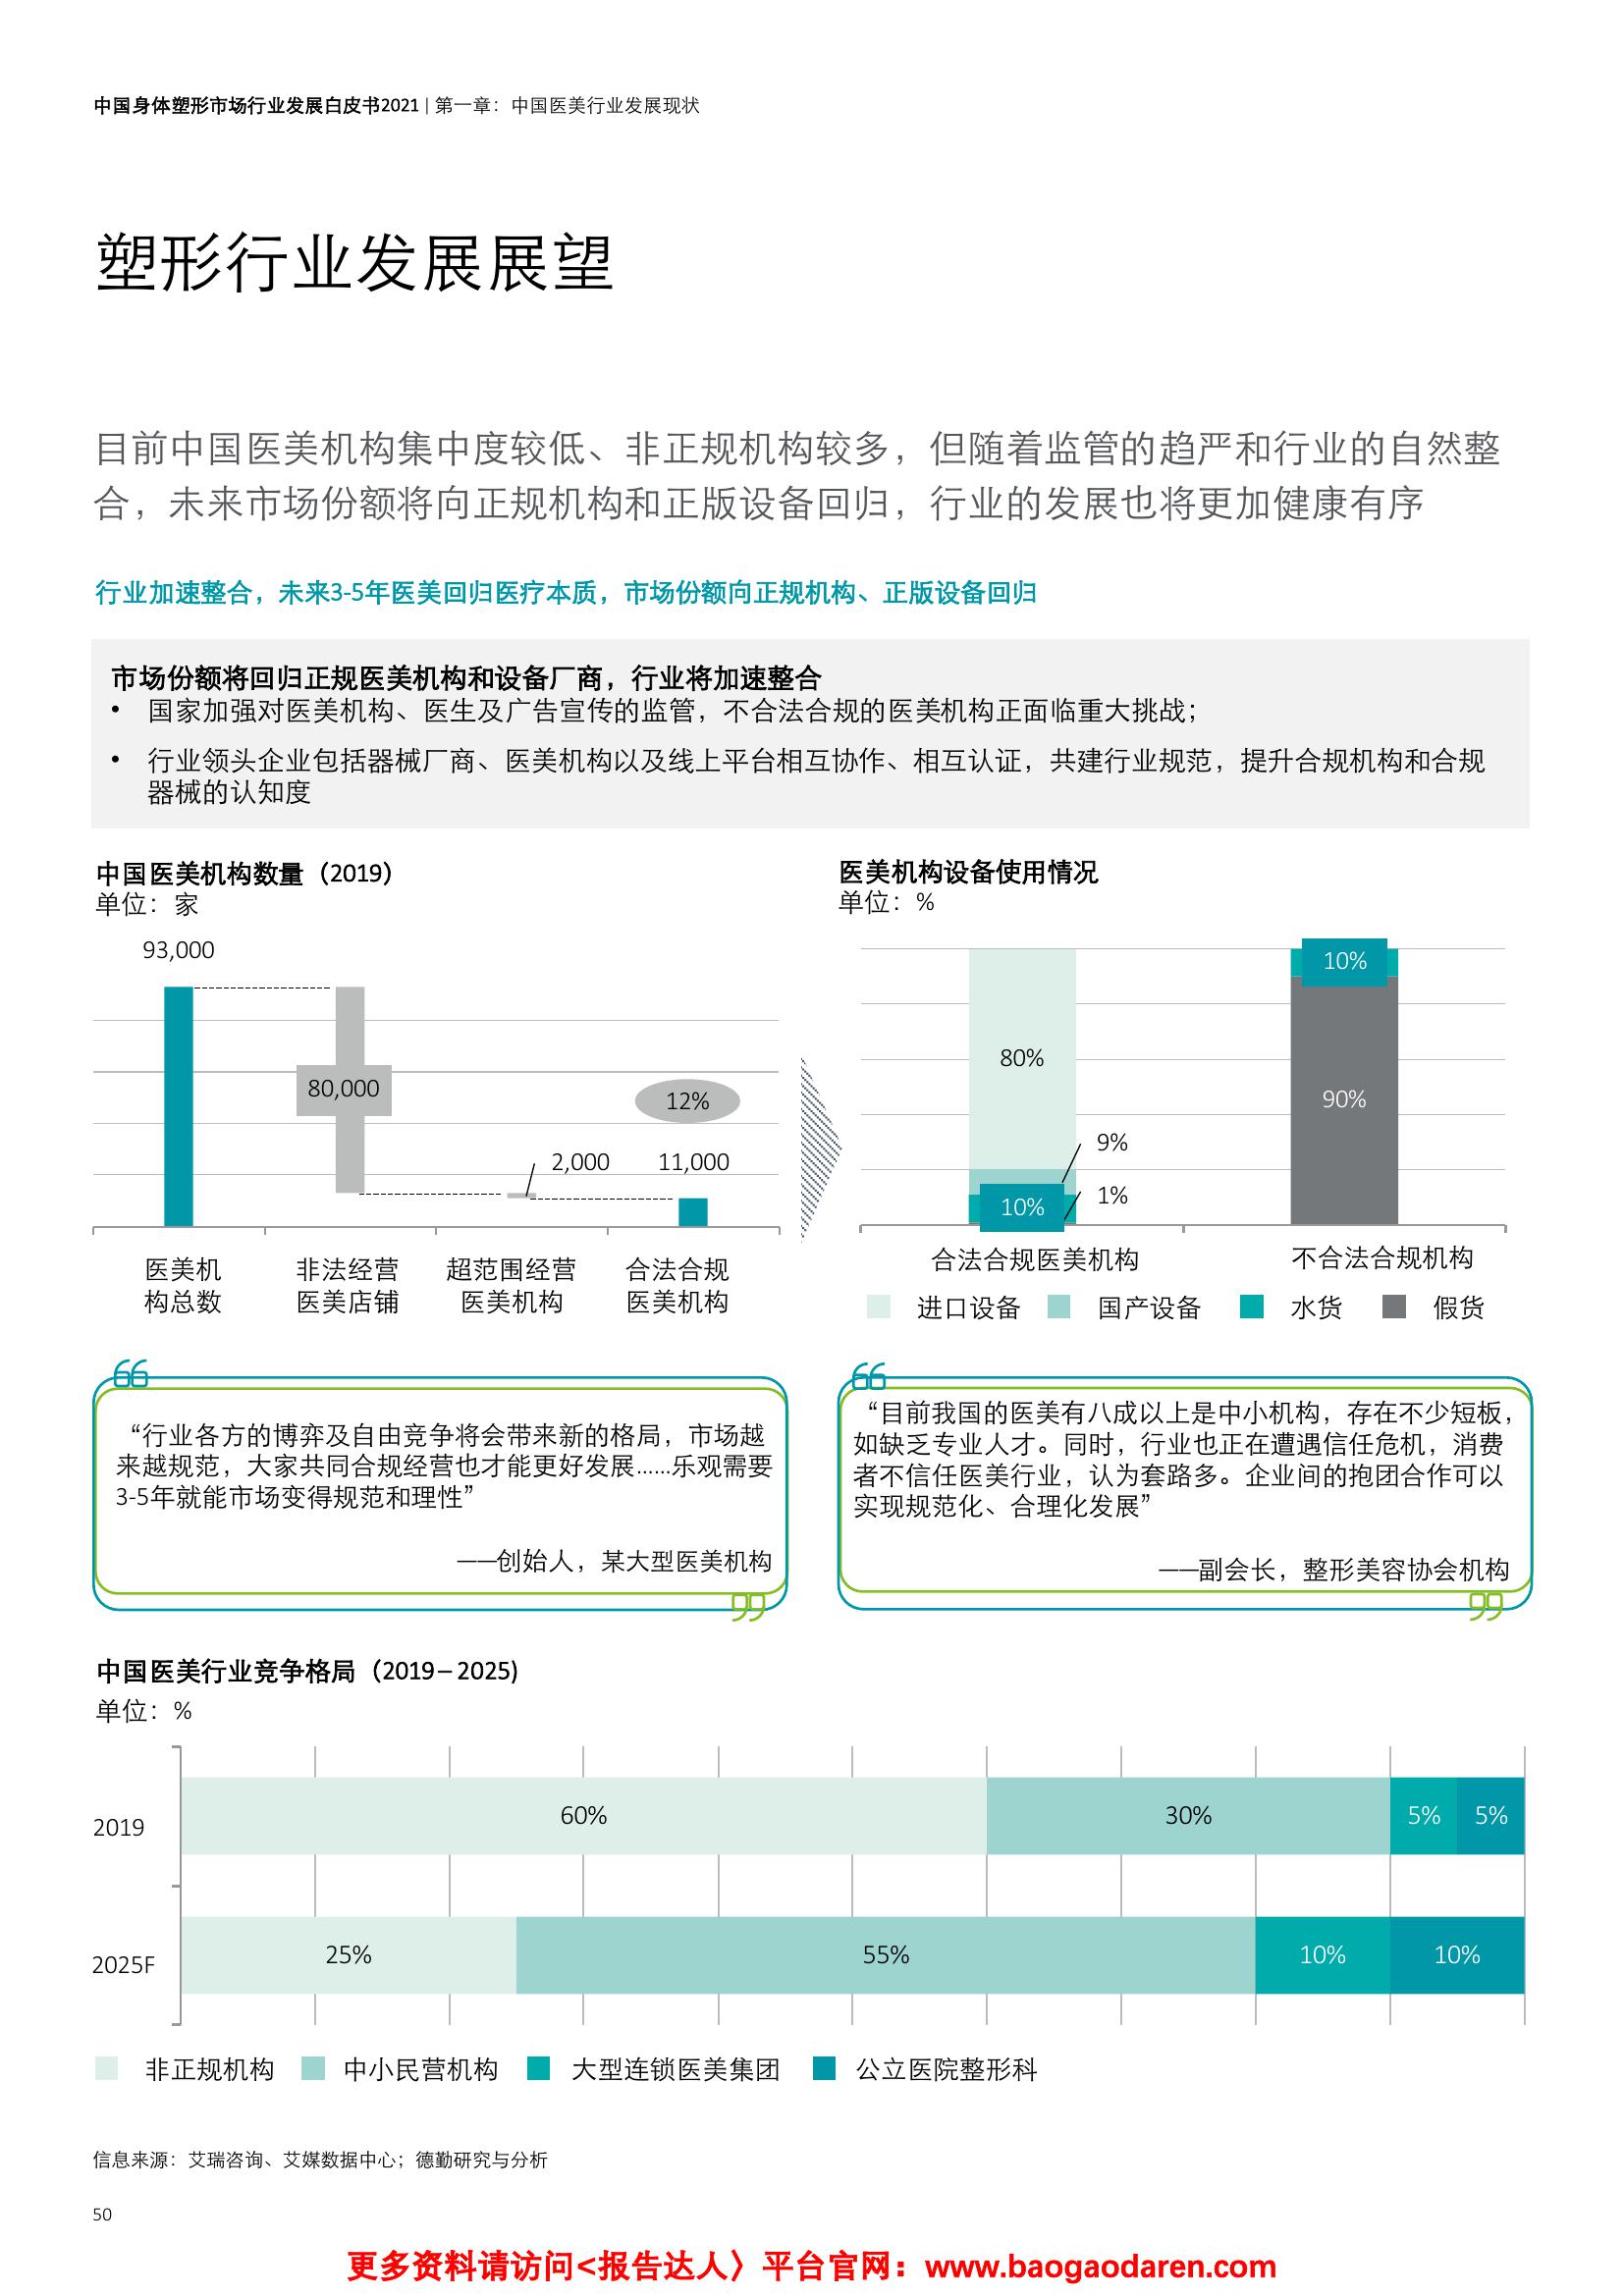 中国身体塑形市场行业发展白皮书2021 | 第一章：中国医美行业发展现状
塑形行业发展展望
目前中国医美机构集中度较低、非正规机构较多，但随着监管的趋严和行业的自然整
合，未来市场份额将向正规机构和正版设备回归，行业的发展也将更加健康有序
行业加速整合，未来3-5年医美回归医疗本质，市场份额向正规机构、正版设备回归
市场份额将回归正规医美机构和设备厂商，行业将加速整合
• 国家加强对医美机构、医生及广告宣传的监管，不合法合规的医美机构正面临重大挑战；
• 行业领头企业包括器械厂商、医美机构以及线上平台相互协作、相互认证，共建行业规范，提升合规机构和合规
器械的认知度
中国医美机构数量（2019）
单位：家
93,000
80,000
12%
2,000
11,000
医美机
构总数
非法经营
医美店铺
超范围经营
医美机构
合法合规
医美机构
医美机构设备使用情况
单位：%
10%
80%
90%
9%
1%
10%
合法合规医美机构
不合法合规机构
进口设备
国产设备
水货
假货
“行业各方的博弈及自由竞争将会带来新的格局，市场越
来越规范，大家共同合规经营也才能更好发展……乐观需要
3-5年就能市场变得规范和理性”
——创始人，某大型医美机构
“目前我国的医美有八成以上是中小机构，存在不少短板，
如缺乏专业人才。同时，行业也正在遭遇信任危机，消费
者不信任医美行业，认为套路多。企业间的抱团合作可以
实现规范化、合理化发展”
——副会长，整形美容协会机构
中国医美行业竞争格局（2019－2025)
单位：%
2019
60%
30%
5%
5%
2025F
25%
55%
10%
10%
非正规机构
中小民营机构
大型连锁医美集团
公立医院整形科
信息来源：艾瑞咨询、艾媒数据中心；德勤研究与分析
50
更多资料请访问<报告达人〉平台官网：www.baogaodaren.com